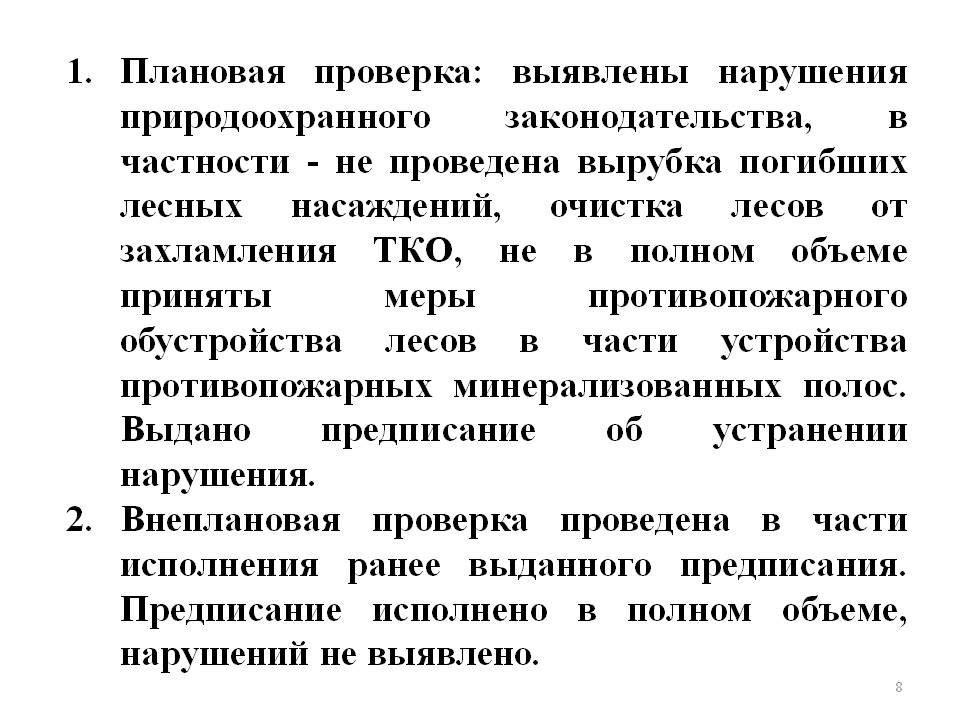 1. Плановая проверка: выявлены нарушения
природоохранного законодательства, в
частности - не проведена вырубка погибших
лесных насаждений, очистка лесов от
захламления ТКО, не в полном объеме
приняты меры противопожарного
обустройства лесов в части устройства
противопожарных минерализованных полос.
Выдано предписание об устранении
нарушения.
2. Внеплановая проверка проведена в части
исполнения ранее выданного предписания.
Предписание исполнено в полном объеме,
нарушений не выявлено.
8